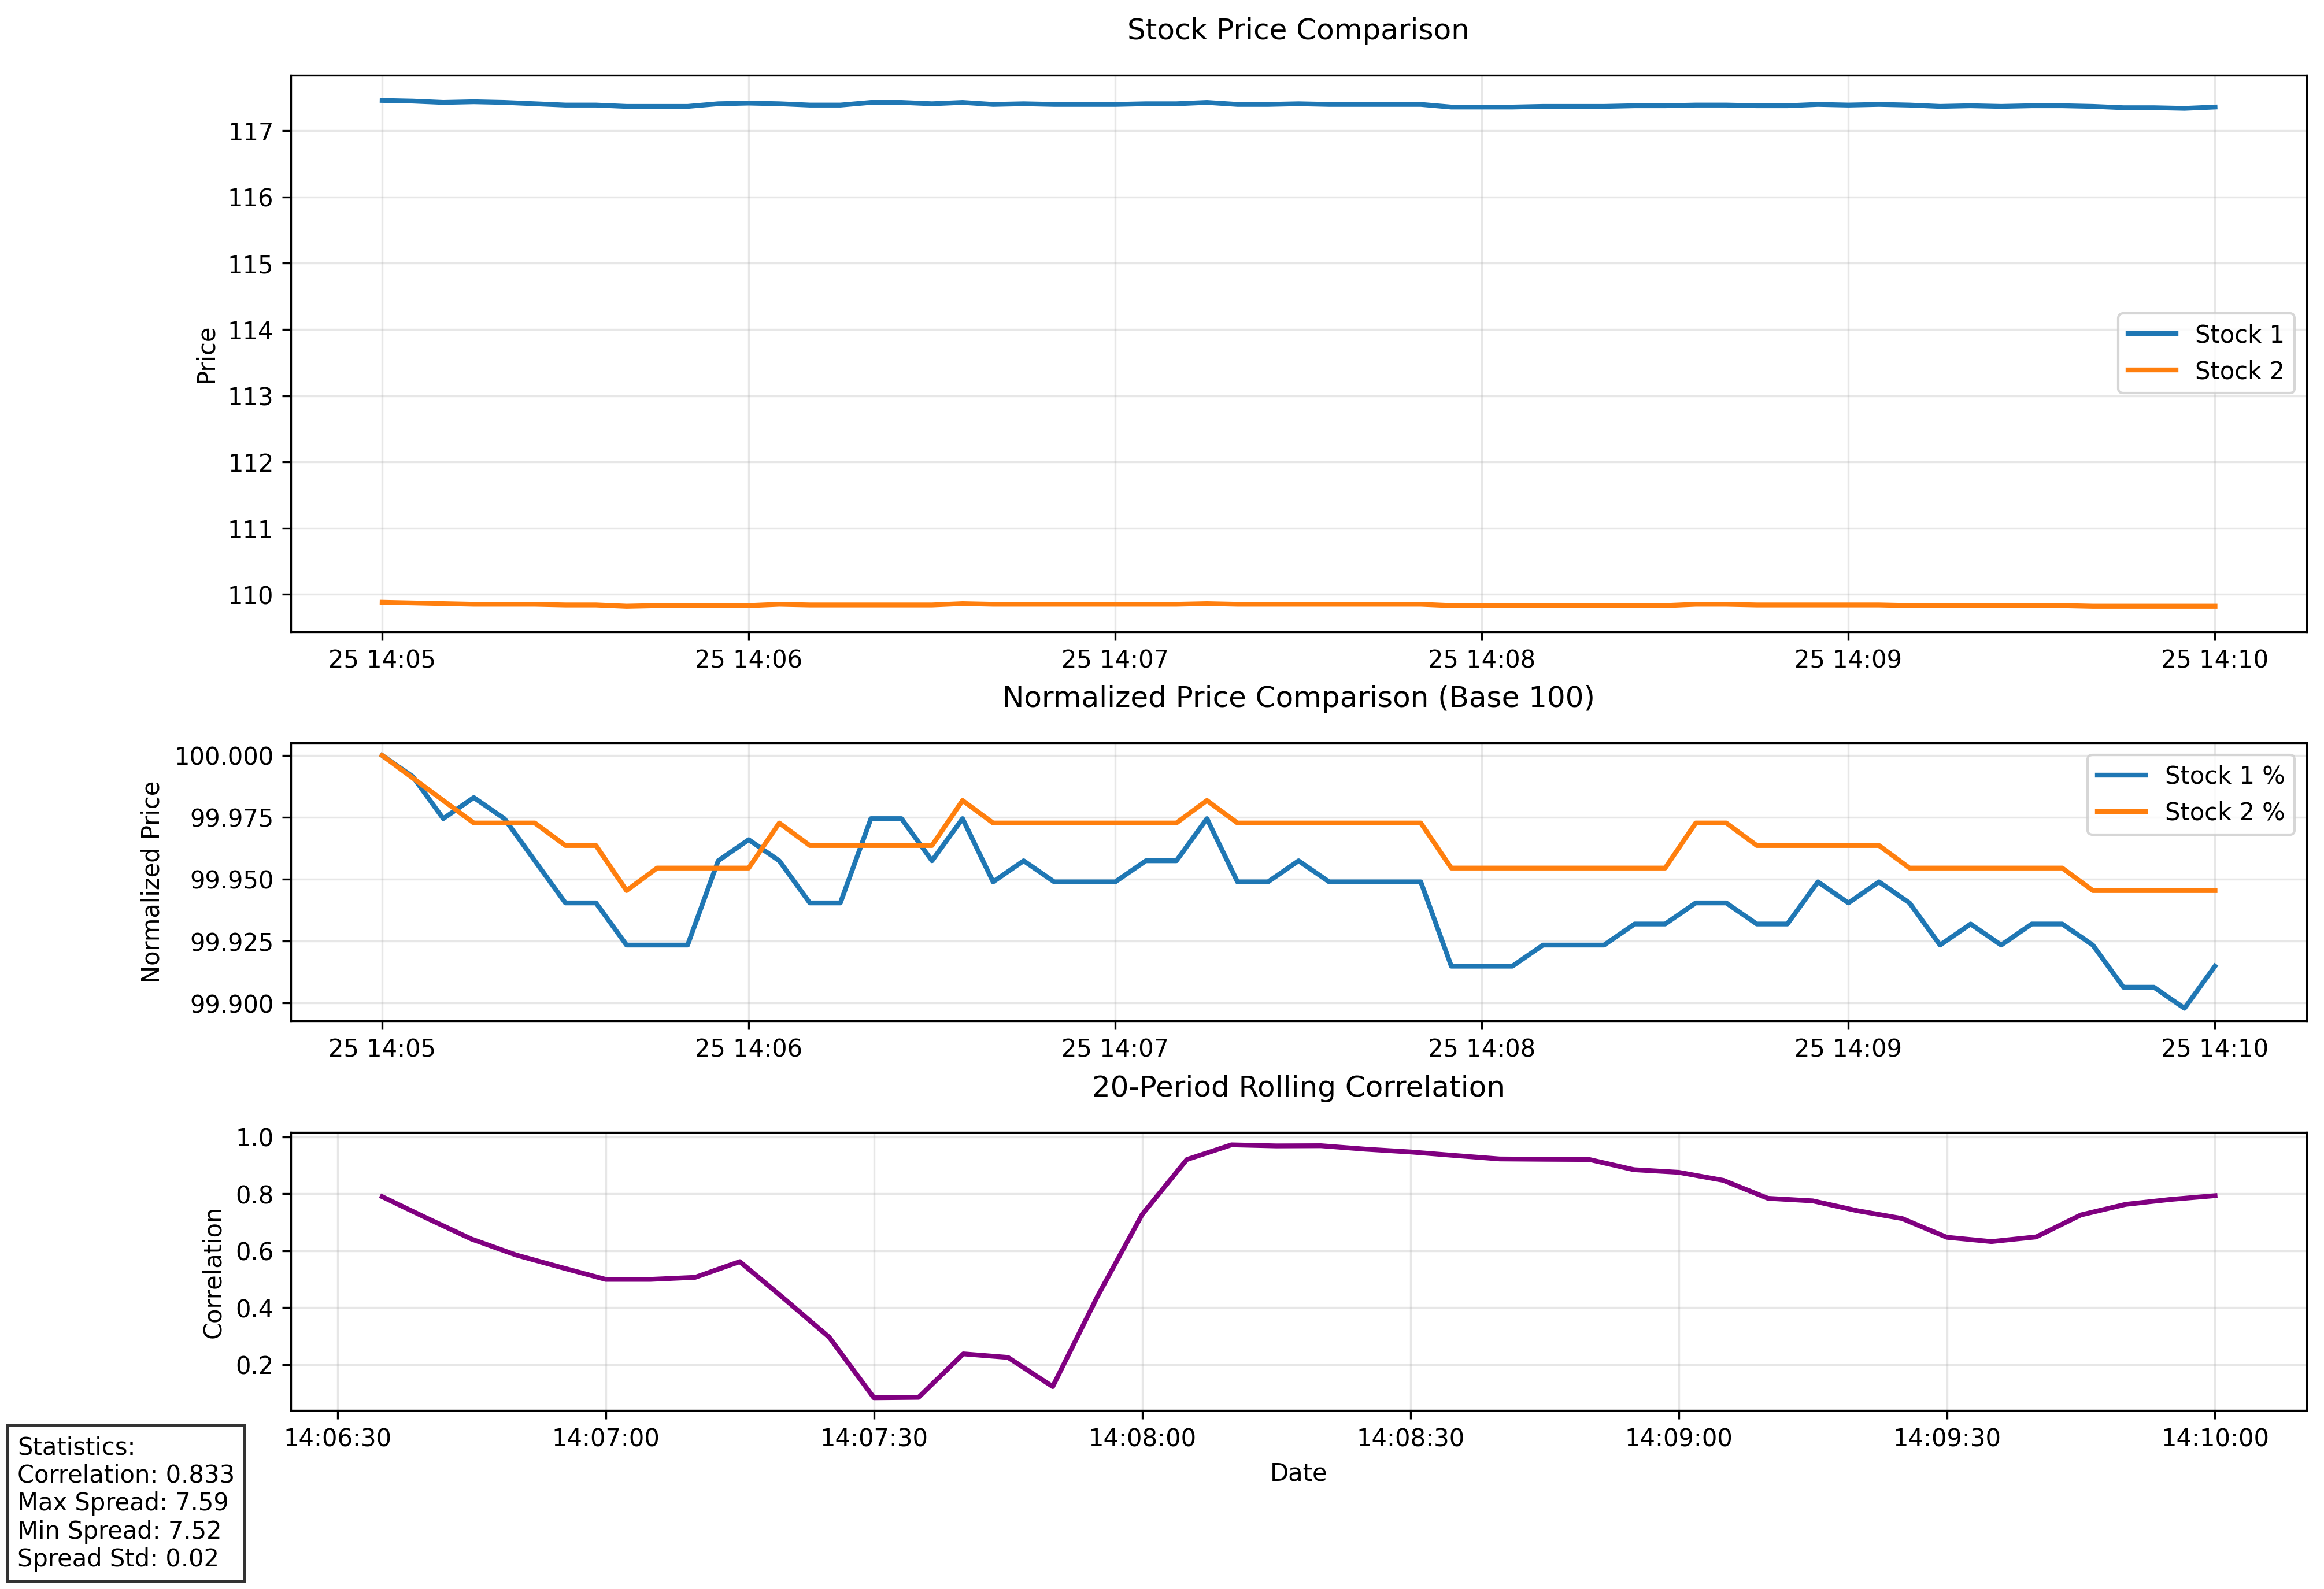 Stock Price Comparison
117
116
115
114
113
112
111
110
Price
Stock 1
Stock 2
25 14:05 25 14:06 25 14:07 25 14:08 25 14:09 25 14:10
Normalized Price Comparison (Base 100)
100.000
99.975
99.950
99.925
99.900
Normalized Price
Stock 1 %
Stock 2 %
25 14:05 25 14:06 25 14:07 25 14:08 25 14:09 25 14:10
20-Period Rolling Correlation
1.0
0.8
0.6
0.4
0.2
Correlation
14:06:30 14:07:00 14:07:30 14:08:00 14:08:30 14:09:00 14:09:30 14:10:00
Date
Statistics:
Correlation: 0.833
Max Spread: 7.59
Min Spread: 7.52
Spread Std: 0.02